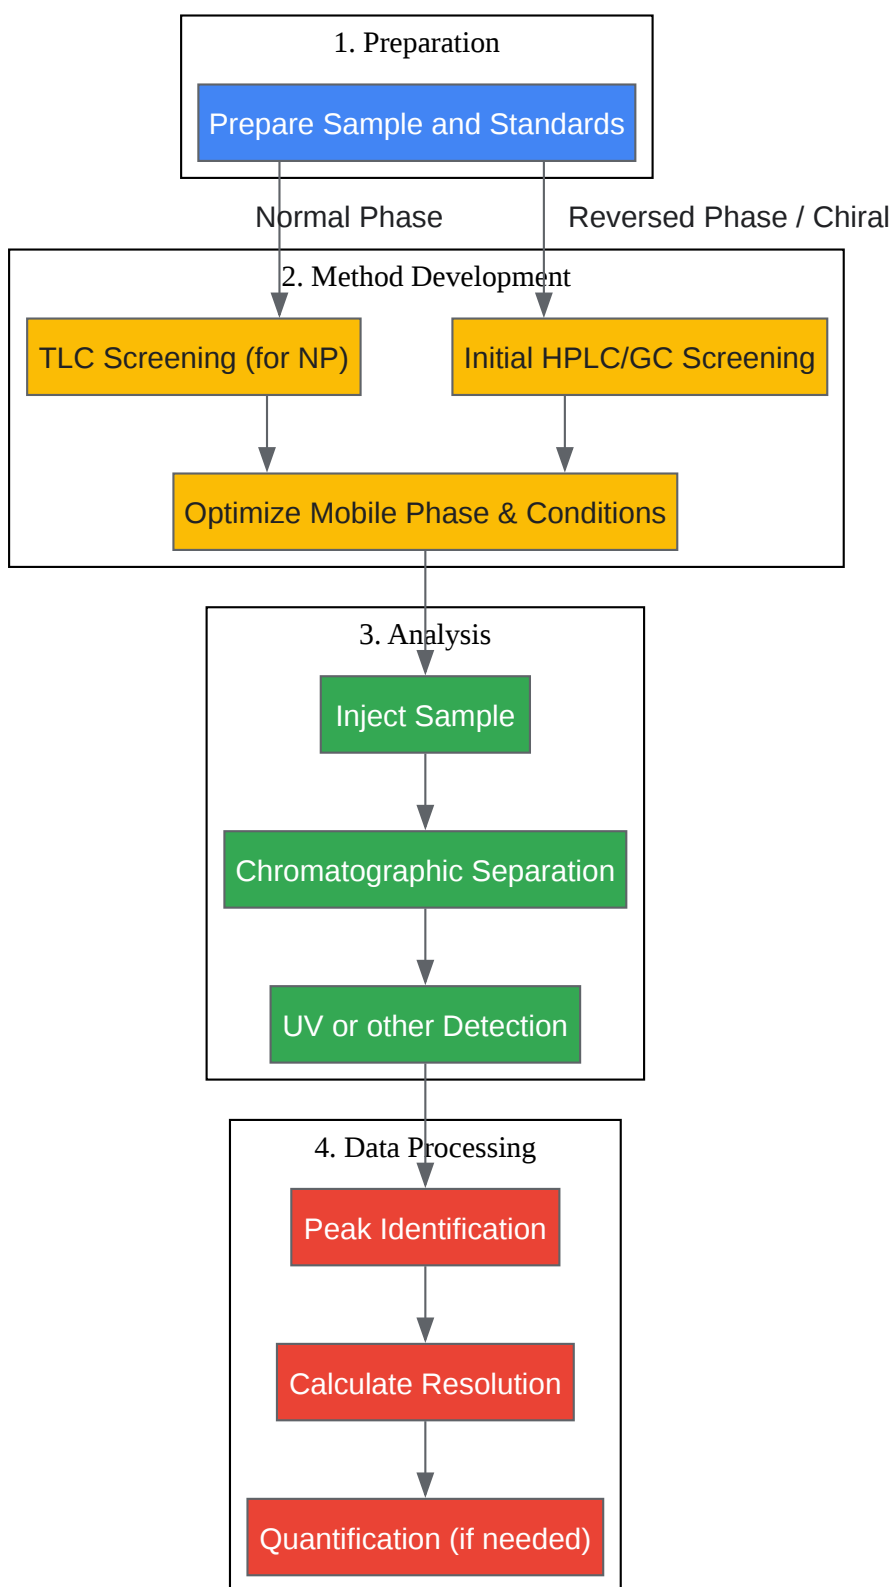 1. Preparation
Prepare Sample and Standards
Normal Phase
Reversed Phase / Chiral
2. Method Development
TLC Screening (for NP)
Initial HPLC/GC Screening
Optimize Mobile Phase & Conditions
3. Analysis
Inject Sample
Chromatographic Separation
UV or other Detection
4. Data Processing
Peak Identification
Calculate Resolution
Quantification (if needed)